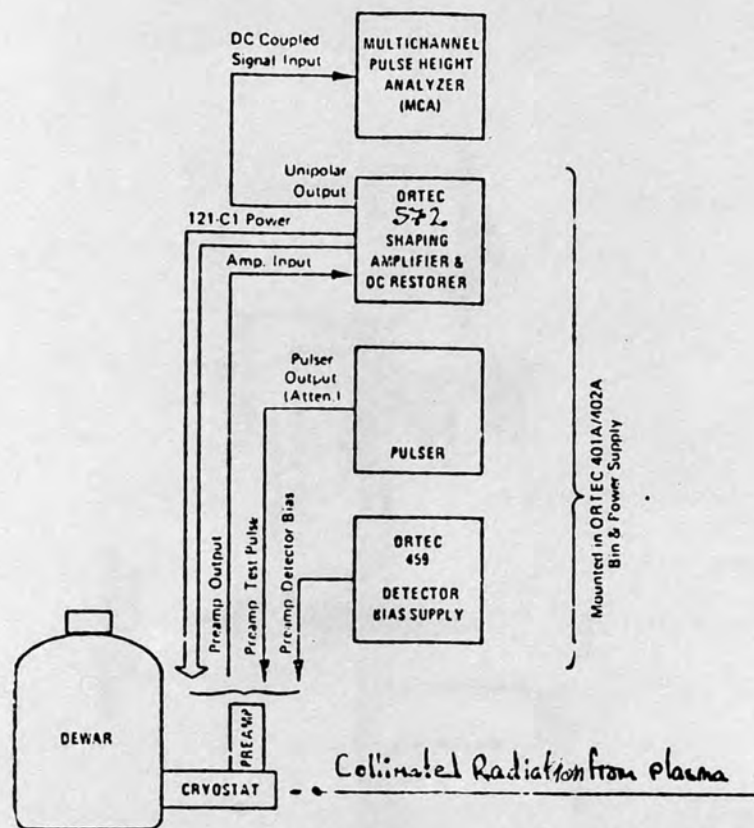 DC Coupled
Signal Input
MULTICHANNEL
PULSE HEIGHT
ANALYZER
(MCA)
Unipolar
Output
121-C1 Power
Amp. Input
ORTEC
572
SHAPING
AMPLIFIER &
DC RESTORER
Pulser
Output
(Atten.)
PULSER
ORTEC
459
DETECTOR
BIAS SUPPLY
Preamp Output
Preamp Test Pulse
Preamp Detector Bias
Mounted in ORTEC 401A/402A
Bin & Power Supply
DEWAR
PREAMP
CRYOSTAT
Collimated Radiation from plasma